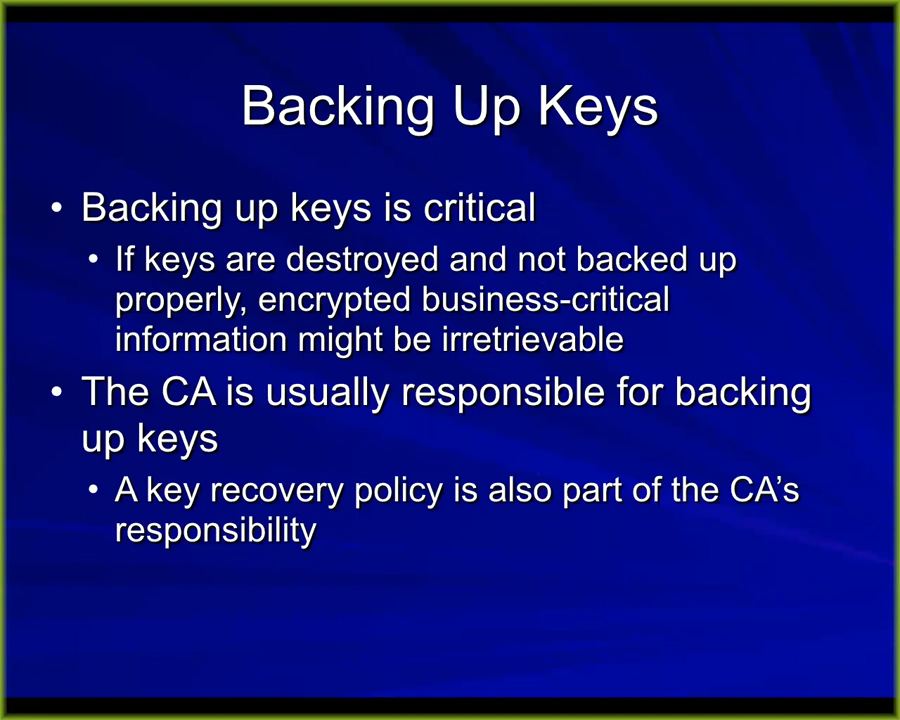 Backing Up Keys
• Backing up keys is critical
• If keys are destroyed and not backed up
properly, encrypted business-critical
information might be irretrievable
• The CA is usually responsible for backing
up keys
• A key recovery policy is also part of the CA’s
responsibility